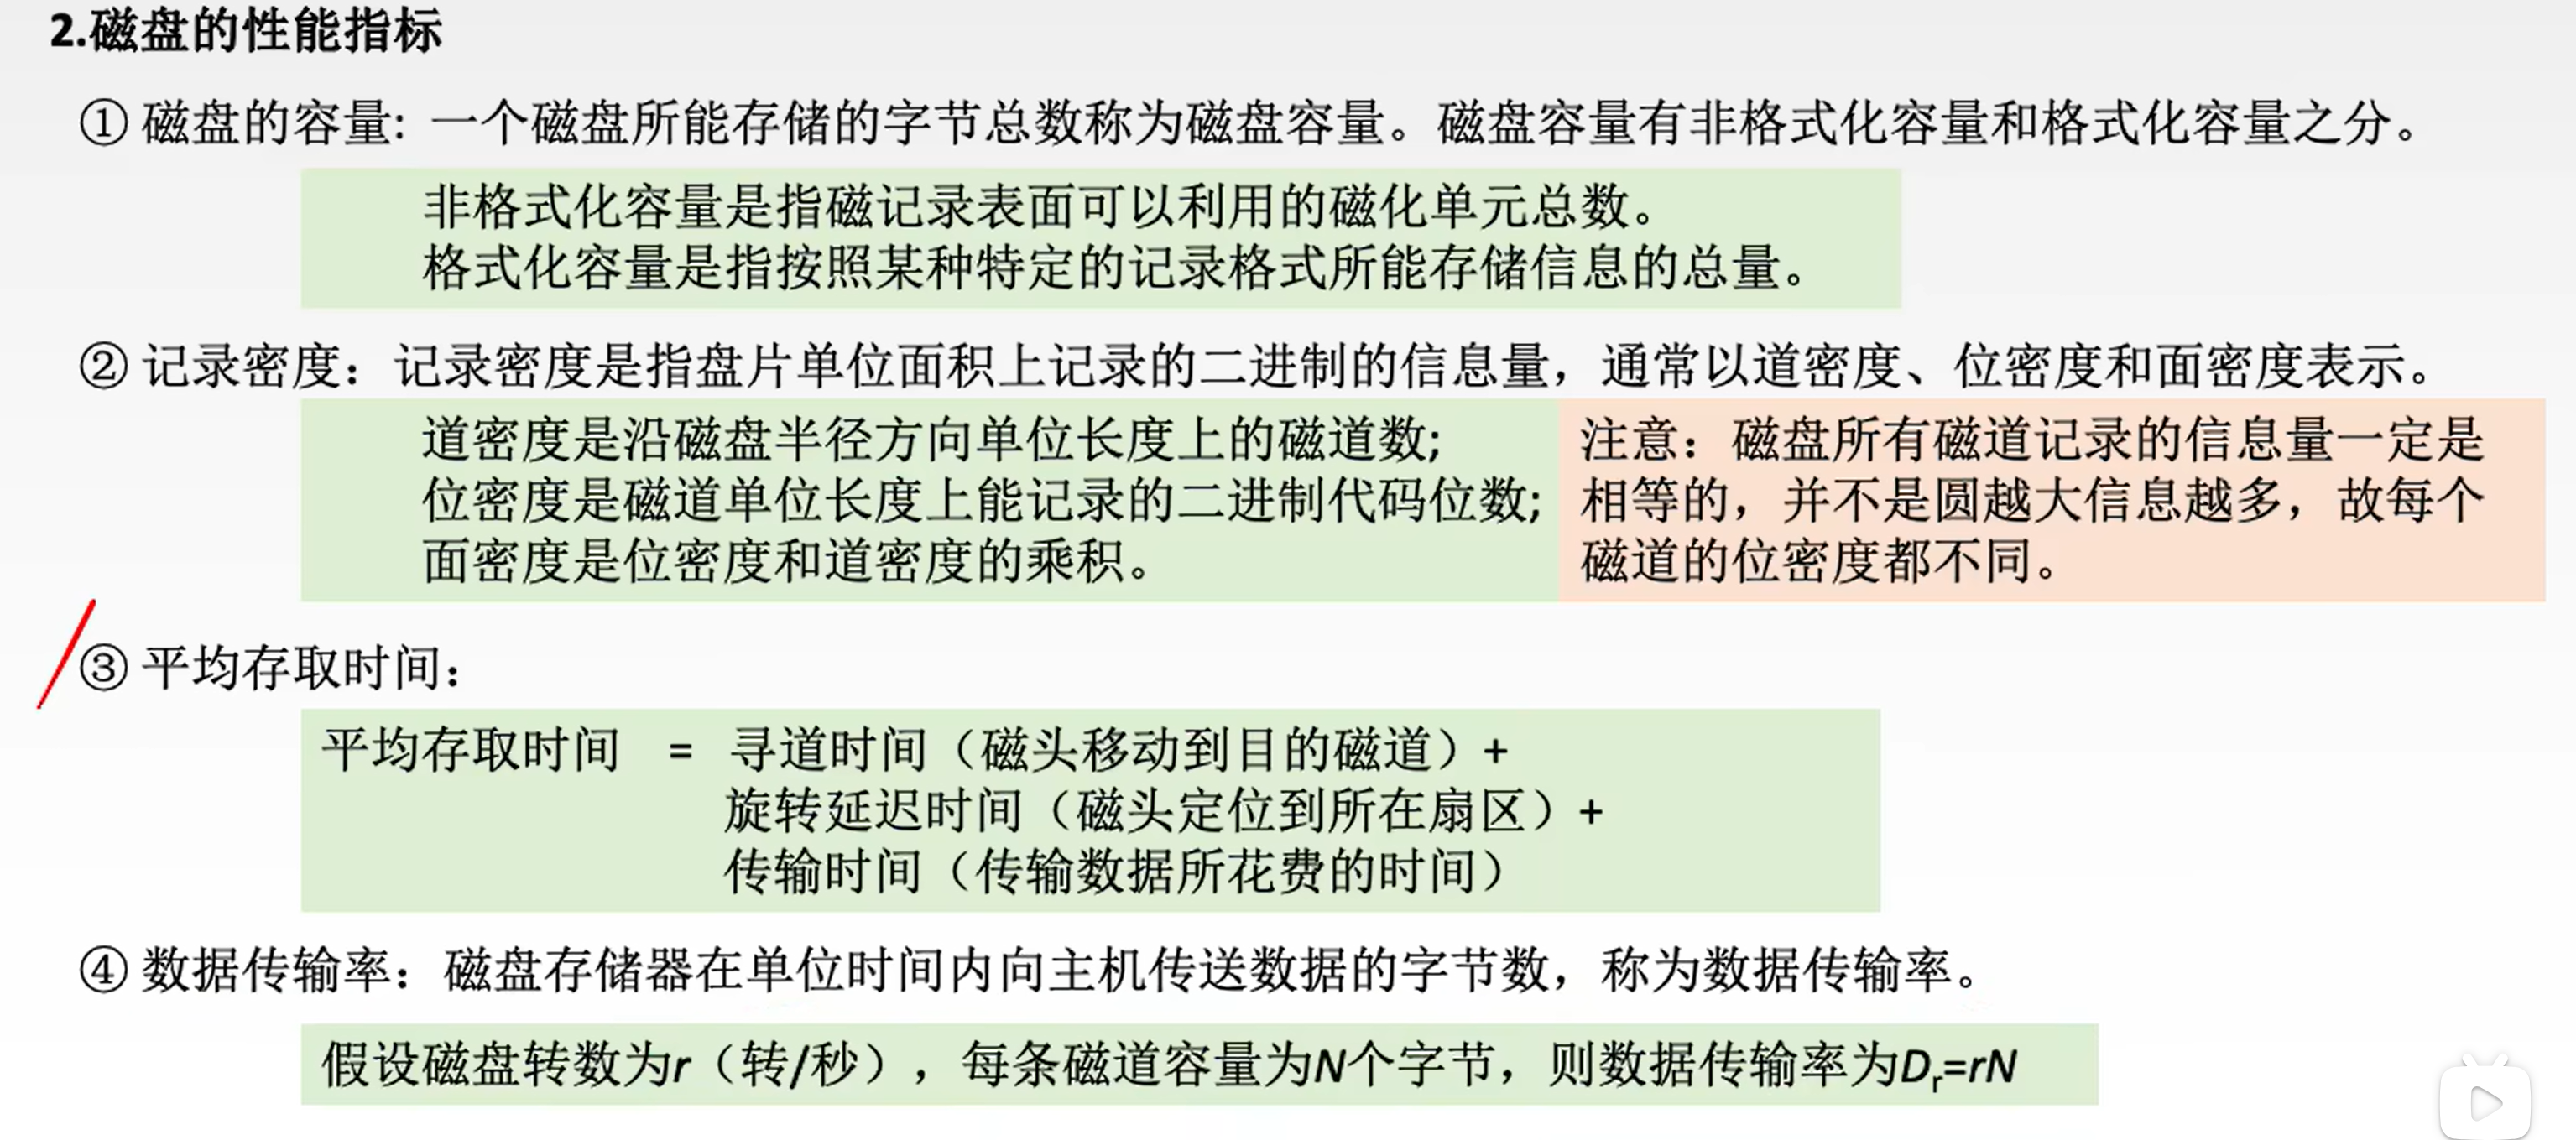 2.磁盘的性能指标
① 磁盘的容量：一个磁盘所能存储的字节总数称为磁盘容量。磁盘容量有非格式化容量和格式化容量之分。
非格式化容量是指磁记录表面可以利用的磁化单元总数。
格式化容量是指按照某种特定的记录格式所能存储信息的总量。
② 记录密度：记录密度是指盘片单位面积上记录的二进制的信息量，通常以道密度、位密度和面密度表示。
道密度是沿磁盘半径方向单位长度上的磁道数;
位密度是磁道单位长度上能记录的二进制代码位数;
面密度是位密度和道密度的乘积。
注意：磁盘所有磁道记录的信息量一定是
相等的，并不是圆越大信息越多，故每个
磁道的位密度都不同。
③ 平均存取时间：
平均存取时间 = 寻道时间（磁头移动到目的磁道）+
旋转延迟时间（磁头定位到所在扇区）+
传输时间（传输数据所花费的时间）
④ 数据传输率：磁盘存储器在单位时间内向主机传送数据的字节数，称为数据传输率。
假设磁盘转数为r（转/秒），每条磁道容量为N个字节，则数据传输率为Dr=rN